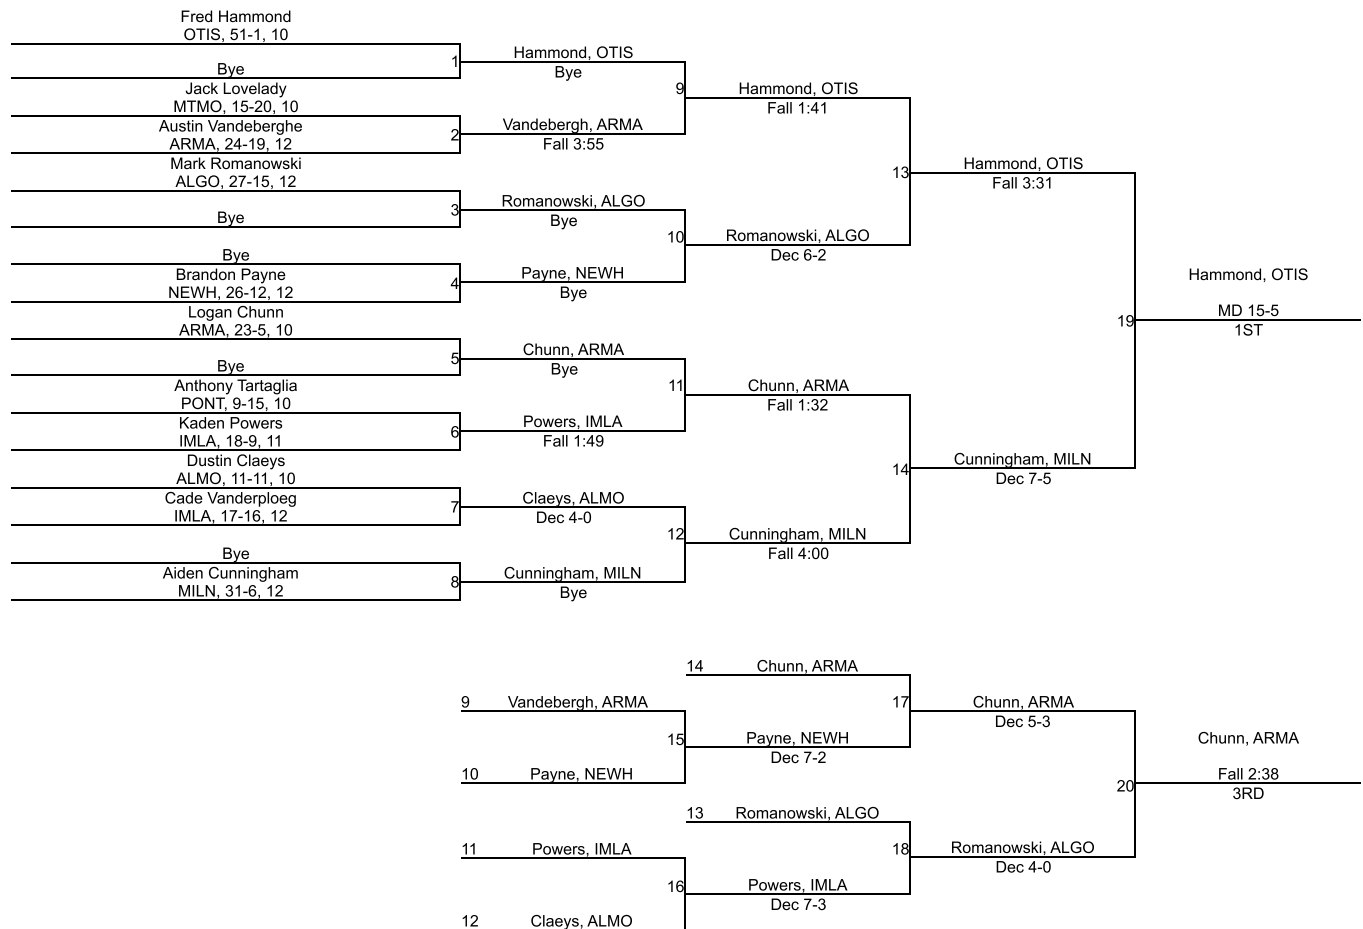 Fred Hammond
OTIS, 51-1, 10
Bye
1
Jack Lovelady
MTMO, 15-20, 10
Austin Vandeberghe
ARMA, 24-19, 12
2
Mark Romanowski
ALGO, 27-15, 12
Bye
3
Bye
Brandon Payne
NEWH, 26-12, 12
4
Logan Chunn
ARMA, 23-5, 10
Bye
5
Anthony Tartaglia
PONT, 9-15, 10
Kaden Powers
IMLA, 18-9, 11
6
Dustin Claeys
ALMO, 11-11, 10
Cade Vanderploeg
IMLA, 17-16, 12
7
Bye
Aiden Cunningham
MILN, 31-6, 12
8
Hammond, OTIS
Bye
9
Vandebergh, ARMA
Fall 3:55
Romanowski, ALGO
Bye
10
Payne, NEWH
Bye
Chunn, ARMA
Bye
11
Powers, IMLA
Fall 1:49
Claeys, ALMO
Dec 4-0
12
Cunningham, MILN
Bye
Hammond, OTIS
Fall 1:41
13
Romanowski, ALGO
Dec 6-2
Chunn, ARMA
Fall 1:32
14
Cunningham, MILN
Fall 4:00
Hammond, OTIS
Fall 3:31
19
Cunningham, MILN
Dec 7-5
Hammond, OTIS
MD 15-5
1ST
9 Vandebergh, ARMA
15
10 Payne, NEWH
11 Powers, IMLA
16
12 Claeys, ALMO
14 Chunn, ARMA
17
Payne, NEWH
Dec 7-2
13 Romanowski, ALGO
18
Powers, IMLA
Dec 7-3
Chunn, ARMA
Dec 5-3
20
Romanowski, ALGO
Dec 4-0
Chunn, ARMA
Fall 2:38
3RD